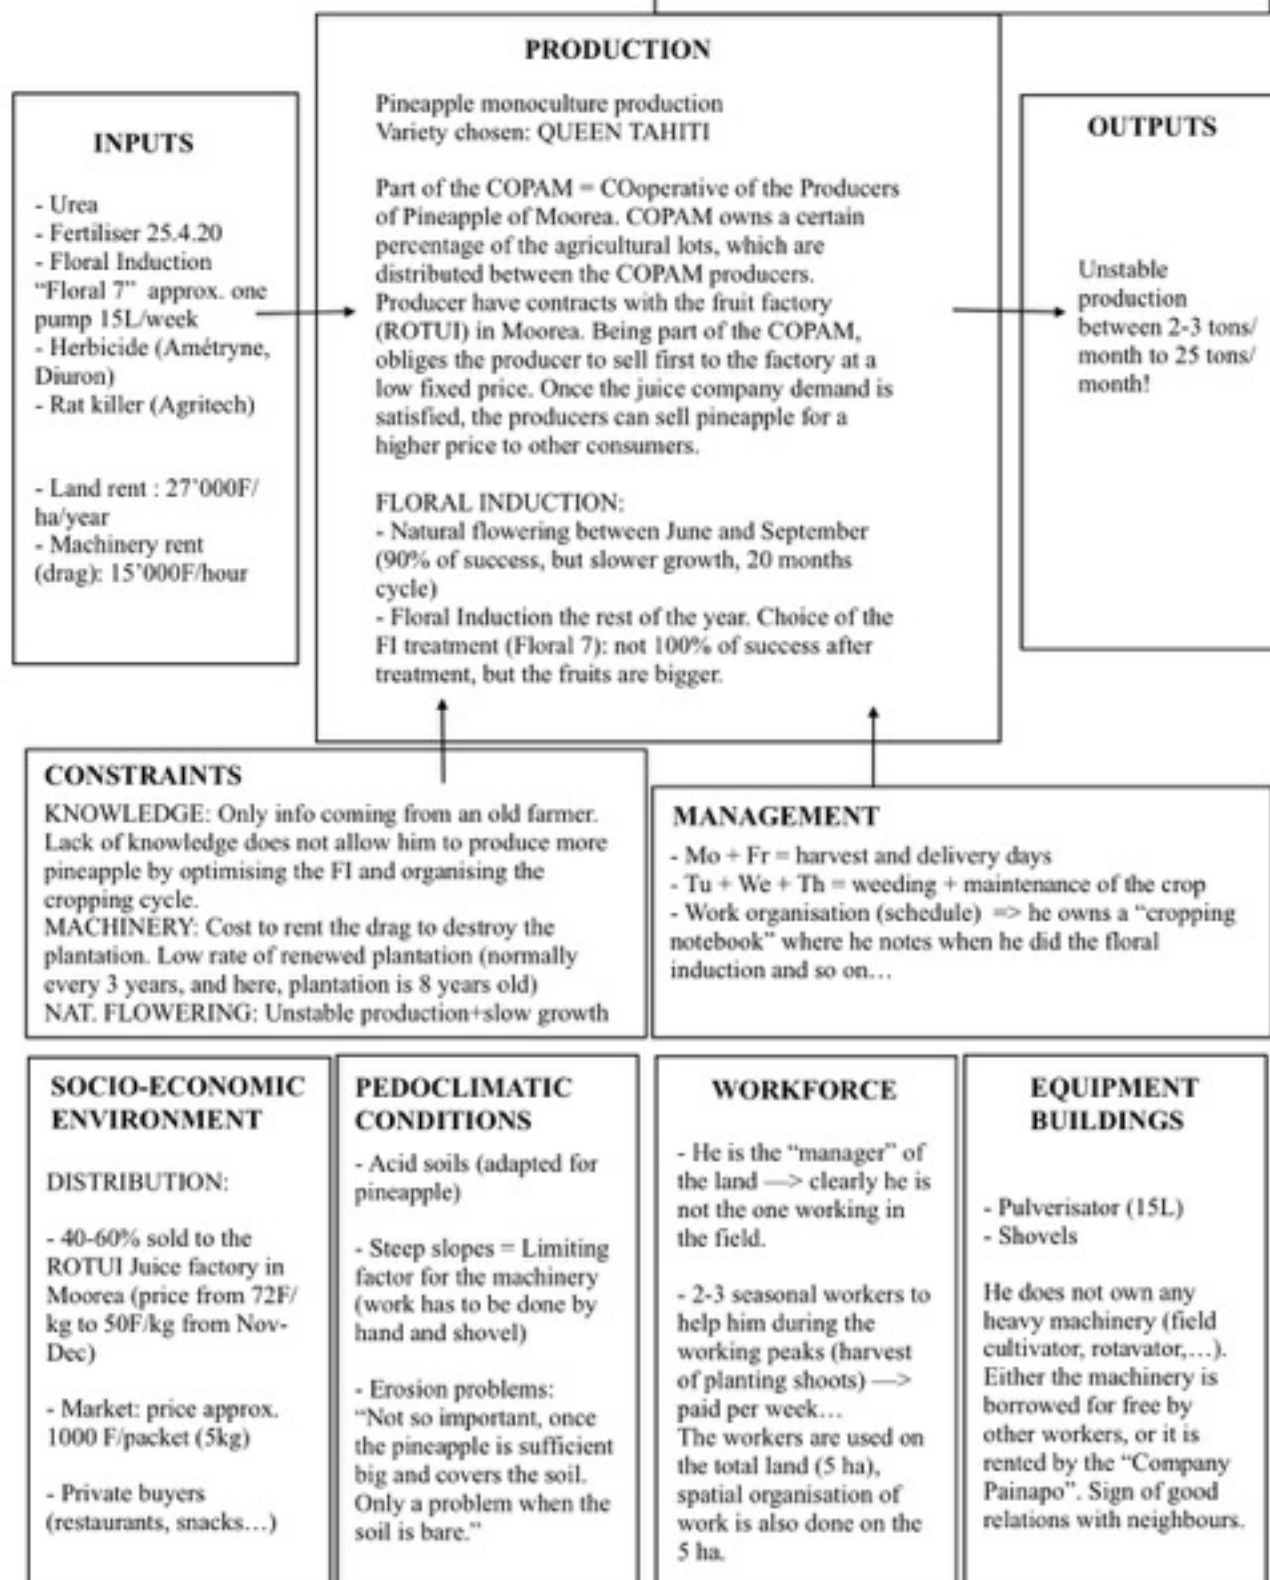 PRODUCTION
Pineapple monoculture production
Variety chosen: QUEEN TAHITI
Part of the COPAM = COoperative of the Producers
of Pineapple of Moorea. COPAM owns a certain
percentage of the agricultural lots, which are
distributed between the COPAM producers.
Producer have contracts with the fruit factory
(ROTUI) in Moorea. Being part of the COPAM,
obliges the producer to sell first to the factory at a
low fixed price. Once the juice company demand is
satisfied, the producers can sell pineapple for a
higher price to other consumers.
FLORAL INDUCTION:
- Natural flowering between June and September
(90% of success, but slower growth, 20 months
cycle)
- Floral Induction the rest of the year. Choice of the
FI treatment (Floral 7): not 100% of success after
treatment, but the fruits are bigger.
INPUTS
- Urea
- Fertiliser 25.4.20
- Floral Induction
“Floral 7” approx. one
pump 15L/week
- Herbicide (Amétryne,
Diuron)
- Rat killer (Agritech)
- Land rent : 27’000F/
ha/year
- Machinery rent
(drag): 15’000F/hour
OUTPUTS
Unstable
production
between 2-3 tons/
month to 25 tons/
month!
CONSTRAINTS
KNOWLEDGE: Only info coming from an old farmer.
Lack of knowledge does not allow him to produce more
pineapple by optimising the FI and organising the
cropping cycle.
MACHINERY: Cost to rent the drag to destroy the
plantation. Low rate of renewed plantation (normally
every 3 years, and here, plantation is 8 years old)
NAT. FLOWERING: Unstable production+slow growth
MANAGEMENT
- Mo + Fr = harvest and delivery days
- Tu + We + Th = weeding + maintenance of the crop
- Work organisation (schedule) => he owns a “cropping
notebook” where he notes when he did the floral
induction and so on…
SOCIO-ECONOMIC
ENVIRONMENT
DISTRIBUTION:
- 40-60% sold to the
ROTUI Juice factory in
Moorea (price from 72F/
kg to 50F/kg from Nov-
Dec)
- Market: price approx.
1000 F/packet (5kg)
- Private buyers
(restaurants, snacks…)
PEDOCLIMATIC
CONDITIONS
- Acid soils (adapted for
pineapple)
- Steep slopes = Limiting
factor for the machinery
(work has to be done by
hand and shovel)
- Erosion problems:
“Not so important, once
the pineapple is sufficient
big and covers the soil.
Only a problem when the
soil is bare.”
WORKFORCE
- He is the “manager” of
the land —> clearly he is
not the one working in
the field.
- 2-3 seasonal workers to
help him during the
working peaks (harvest
of planting shoots) —>
paid per week…
The workers are used on
the total land (5 ha),
spatial organisation of
work is also done on the
5 ha.
EQUIPMENT
BUILDINGS
- Pulverisator (15L)
- Shovels
He does not own any
heavy machinery (field
cultivator, rotavator,…).
Either the machinery is
borrowed for free by
other workers, or it is
rented by the “Company
Painapo”. Sign of good
relations with neighbours.